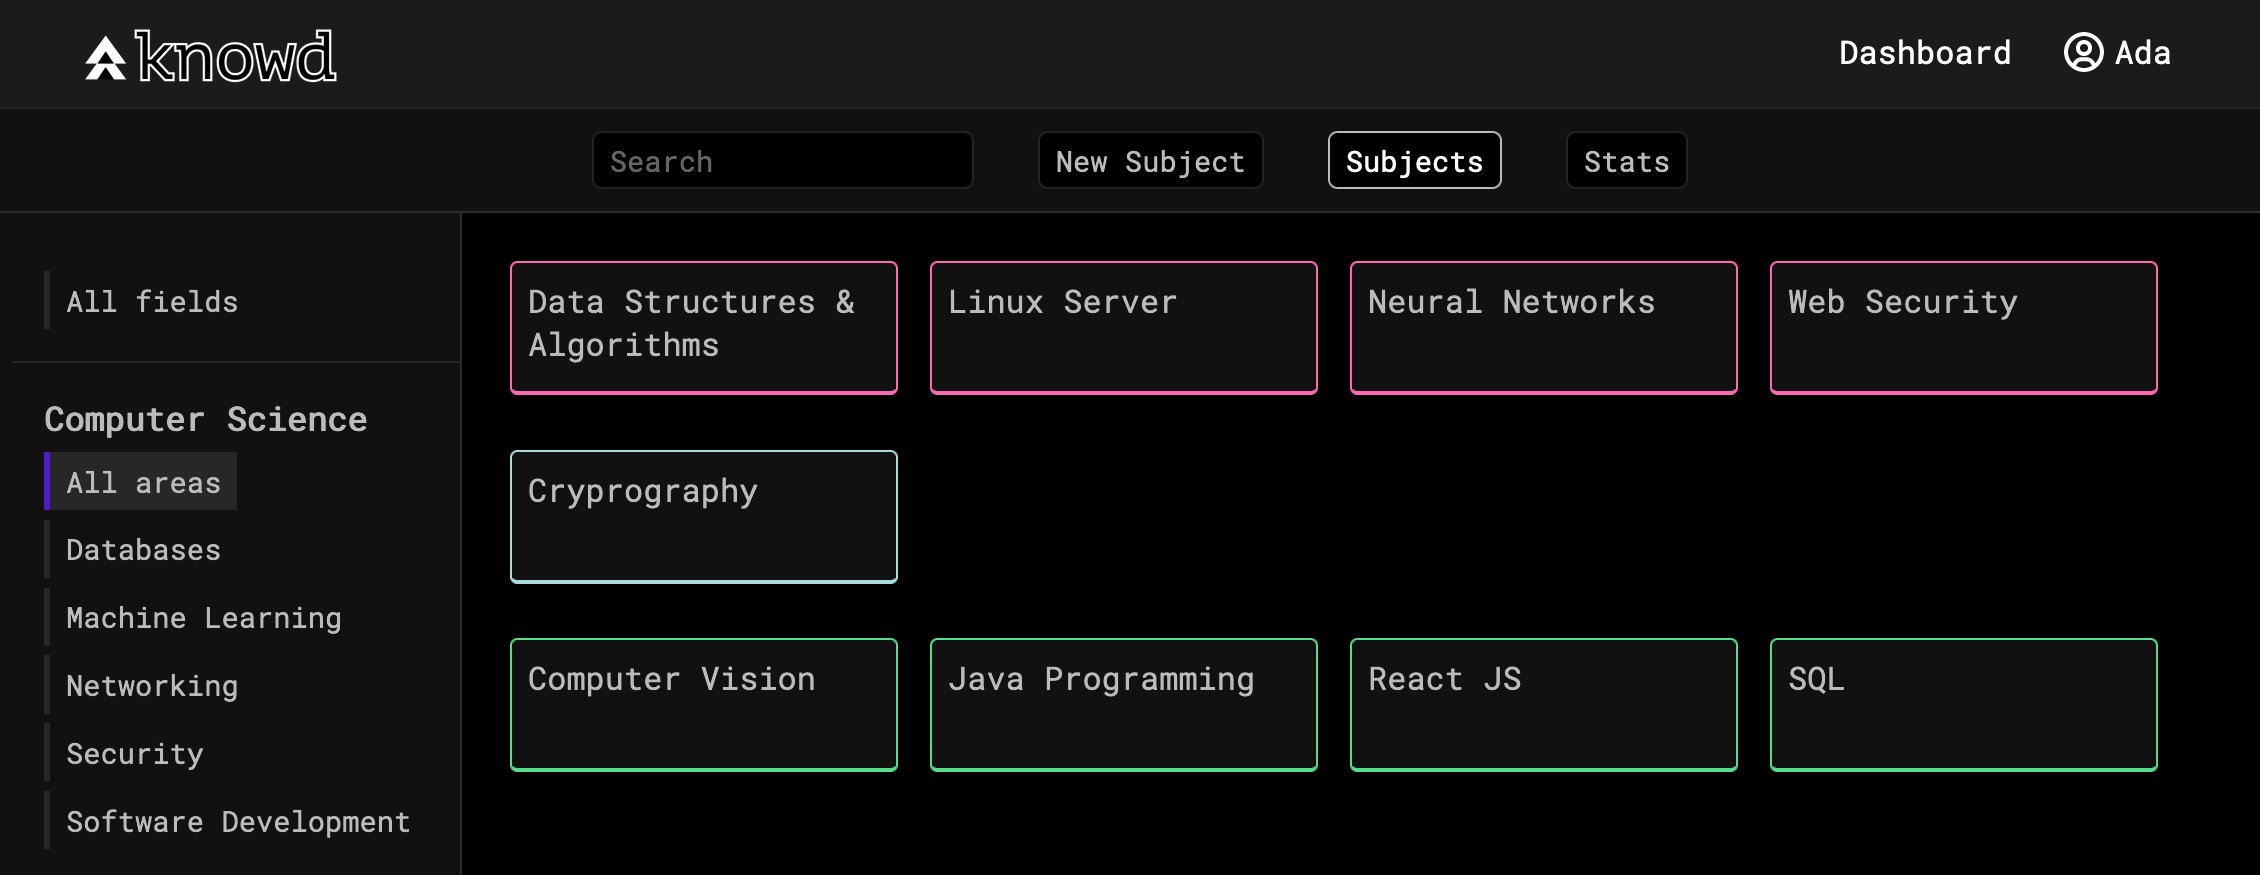 knowd
Dashboard
Ada
Search
New Subject
Subjects
Stats
All fields
Computer Science
All areas
Databases
Machine Learning
Networking
Security
Software Development
Data Structures &
Algorithms
Linux Server
Neural Networks
Web Security
Cryprography
Computer Vision
Java Programming
React JS
SQL